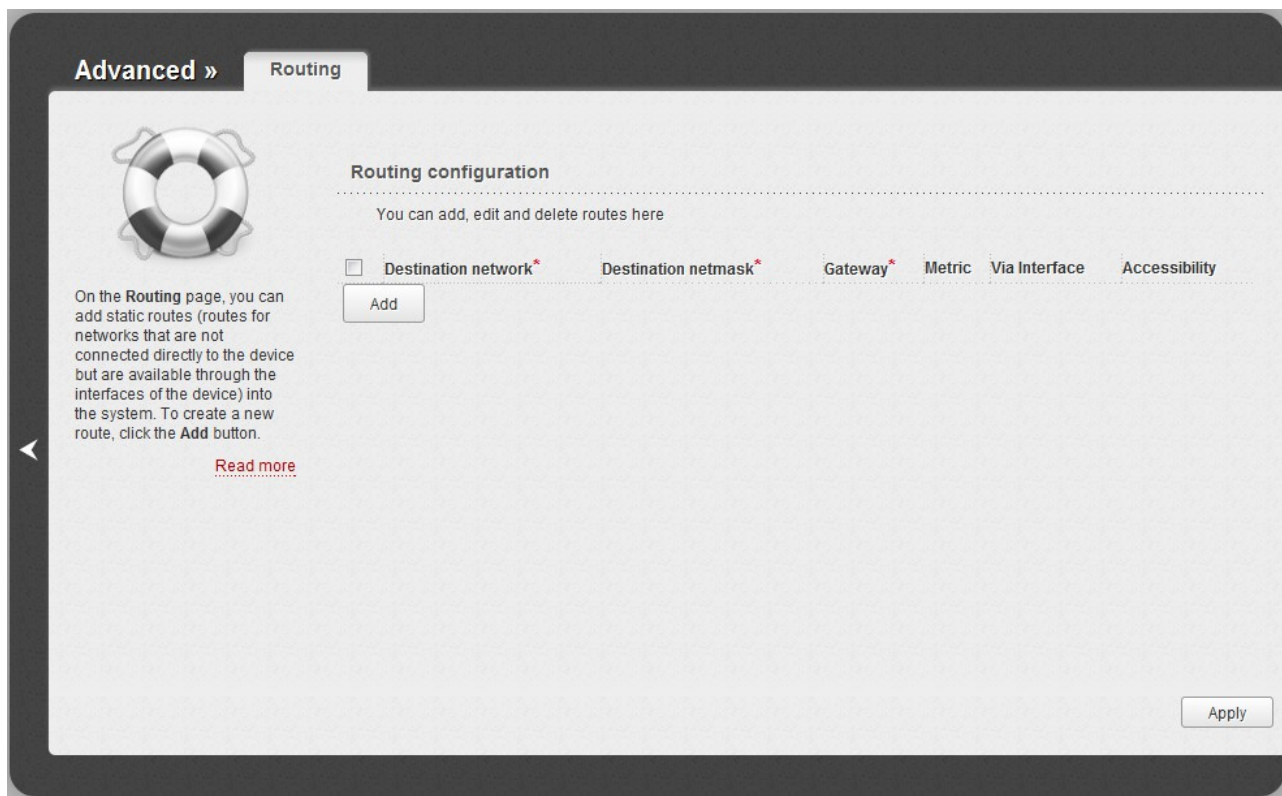 Advanced »
Routing
On the Routing page, you can
add static routes (routes for
networks that are not
connected directly to the device
but are available through the
interfaces of the device) into
the system. To create a new
route, click the Add button.
Read more
Routing configuration
You can add, edit and delete routes here
Destination network* Destination netmask* Gateway* Metric Via Interface Accessibility
Add
Apply